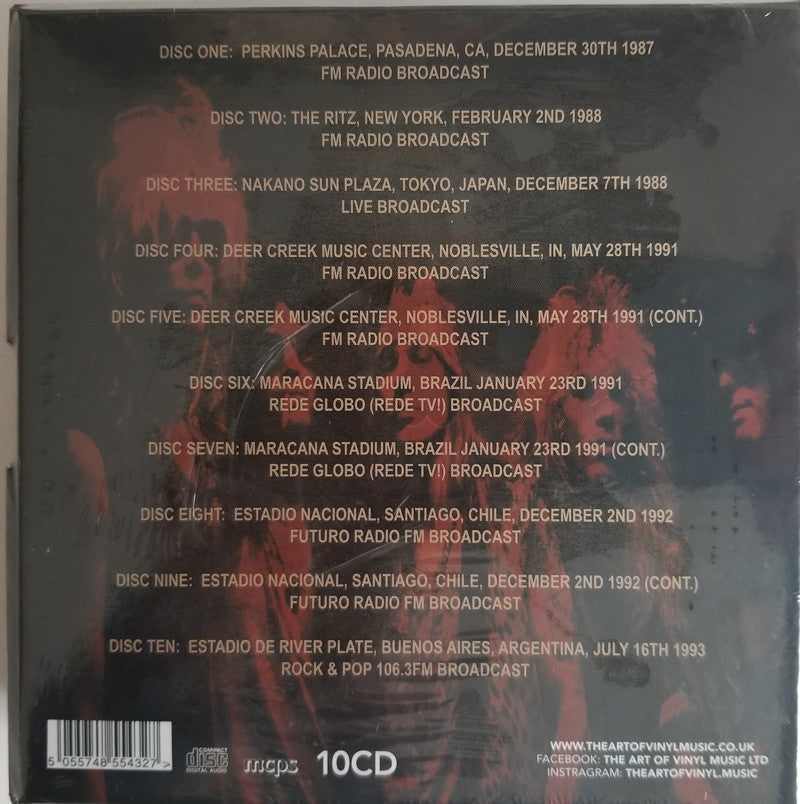 DISC ONE: PERKINS PALACE, PASADENA, CA, DECEMBER 30TH 1987
FM RADIO BROADCAST
DISC TWO: THE RITZ, NEW YORK, FEBRUARY 2ND 1988
FM RADIO BROADCAST
DISC THREE: NAKANO SUN PLAZA, TOKYO, JAPAN, DECEMBER 7TH 1988
LIVE BROADCAST
DISC FOUR: DEER CREEK MUSIC CENTER, NOBLESVILLE, IN, MAY 28TH 1991
FM RADIO BROADCAST
DISC FIVE: DEER CREEK MUSIC CENTER, NOBLESVILLE, IN, MAY 28TH 1991 (CONT.)
FM RADIO BROADCAST
DISC SIX: MARACANA STADIUM, BRAZIL JANUARY 23RD 1991
REDE GLOBO (REDE TV!) BROADCAST
DISC SEVEN: MARACANA STADIUM, BRAZIL JANUARY 23RD 1991 (CONT.)
REDE GLOBO (REDE TV!) BROADCAST
DISC EIGHT: ESTADIO NACIONAL, SANTIAGO, CHILE, DECEMBER 2ND 1992
FUTURO RADIO FM BROADCAST
DISC NINE: ESTADIO NACIONAL, SANTIAGO, CHILE, DECEMBER 2ND 1992 (CONT.)
FUTURO RADIO FM BROADCAST
DISC TEN: ESTADIO DE RIVER PLATE, BUENOS AIRES, ARGENTINA, JULY 16TH 1993
ROCK & POP 106.3FM BROADCAST
5 055748 554327 >
COMPACT
disc
DIGITAL AUDIO
mcps
10CD
WWW.THEARTOFVINYLMUSIC.CO.UK
FACEBOOK: THE ART OF VINYL MUSIC LTD
INSTRAGRAM: THEARTOFVINYL.MUSIC